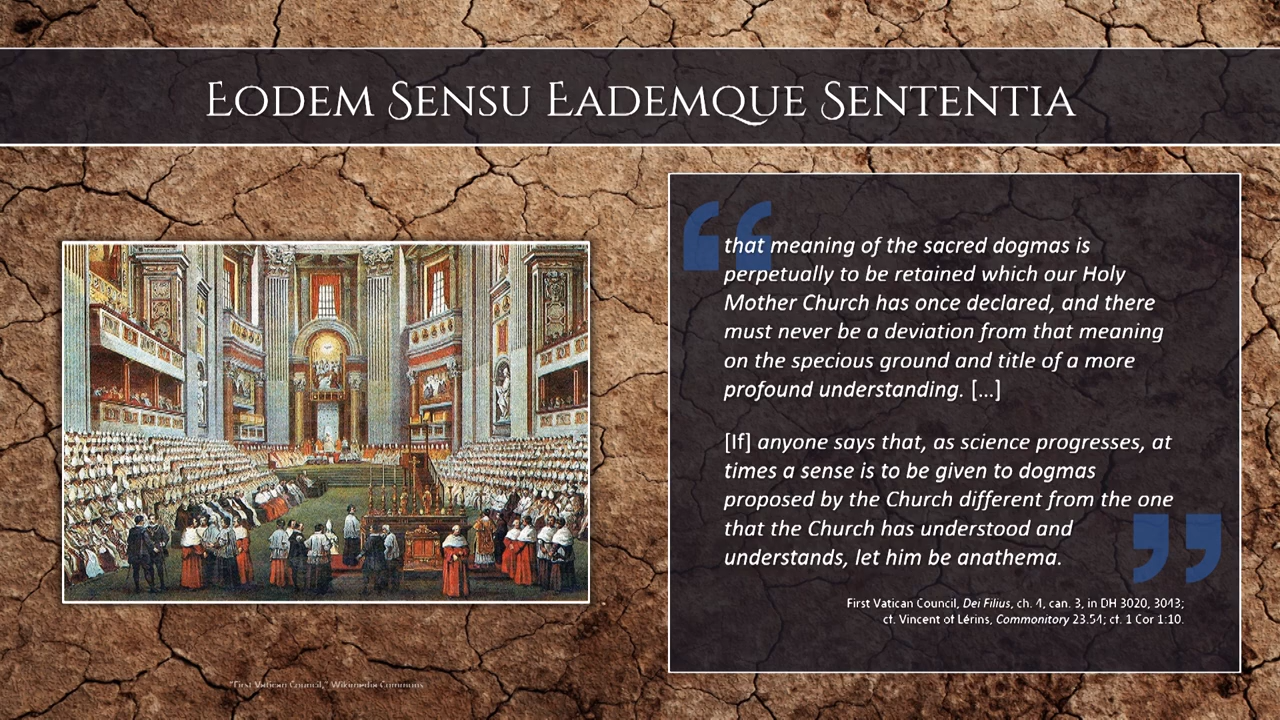 Eodem Sensu Eademque Sententia
that meaning of the sacred dogmas is
perpetually to be retained which our Holy
Mother Church has once declared, and there
must never be a deviation from that meaning
on the specious ground and title of a more
profound understanding. [...]
[If] anyone says that, as science progresses, at
times a sense is to be given to dogmas
proposed by the Church different from the one
that the Church has understood and
understands, let him be anathema.
First Vatican Council, Dei Filius, ch. 4, can. 3, in DH 3020, 3043;
cf. Vincent of Lérins, Commonitory 23.54; cf. 1 Cor 1:10.
"First Vatican Council," Wikimedia Commons